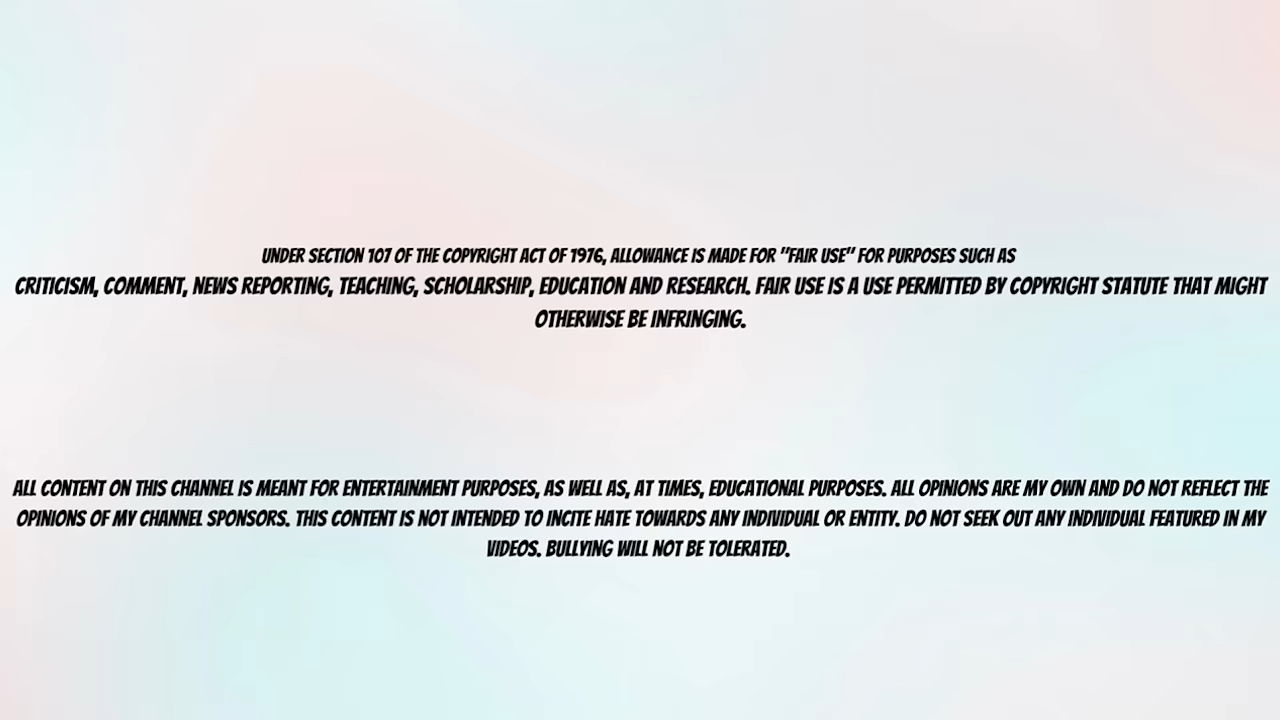 UNDER SECTION 107 OF THE COPYRIGHT ACT OF 1976, ALLOWANCE IS MADE FOR "FAIR USE" FOR PURPOSES SUCH AS
CRITICISM, COMMENT, NEWS REPORTING, TEACHING, SCHOLARSHIP, EDUCATION AND RESEARCH. FAIR USE IS A USE PERMITTED BY COPYRIGHT STATUTE THAT MIGHT
OTHERWISE BE INFRINGING.
ALL CONTENT ON THIS CHANNEL IS MEANT FOR ENTERTAINMENT PURPOSES, AS WELL AS, AT TIMES, EDUCATIONAL PURPOSES. ALL OPINIONS ARE MY OWN AND DO NOT REFLECT THE
OPINIONS OF MY CHANNEL SPONSORS. THIS CONTENT IS NOT INTENDED TO INCITE HATE TOWARDS ANY INDIVIDUAL OR ENTITY. DO NOT SEEK OUT ANY INDIVIDUAL FEATURED IN MY
VIDEOS. BULLYING WILL NOT BE TOLERATED.